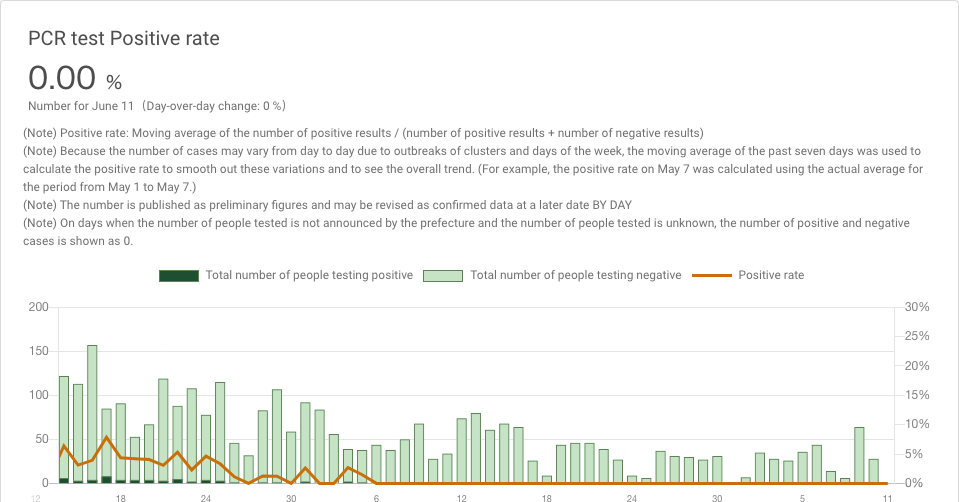 PCR test Positive rate
0.00 %
Number for June 11 (Day-over-day change: 0 %)
(Note) Positive rate: Moving average of the number of positive results / (number of positive results + number of negative results)
(Note) Because the number of cases may vary from day to day due to outbreaks of clusters and days of the week, the moving average of the past seven days was used to
calculate the positive rate to smooth out these variations and to see the overall trend. (For example, the positive rate on May 7 was calculated using the actual average for
the period from May 1 to May 7.)
(Note) The number is published as preliminary figures and may be revised as confirmed data at a later date BY DAY
(Note) On days when the number of people tested is not announced by the prefecture and the number of people tested is unknown, the number of positive and negative
cases is shown as 0.
Total number of people testing positive Total number of people testing negative Positive rate
200 30%
25%
150 20%
100 15%
10%
50 5%
0 0%
12 18 24 30 6 12 18 24 30 5 11